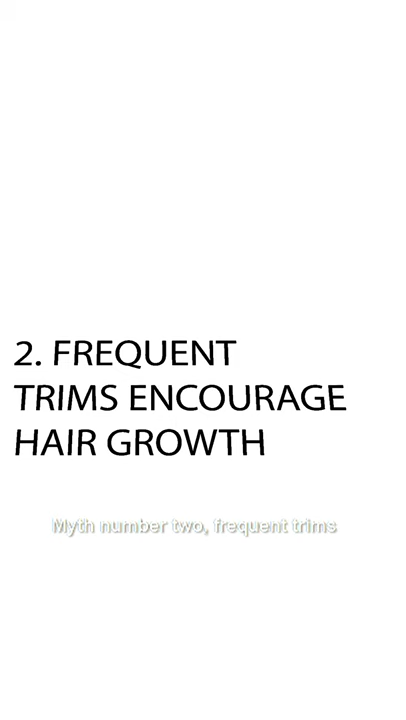 2. FREQUENT
TRIMS ENCOURAGE
HAIR GROWTH
Myth number two, frequent trims